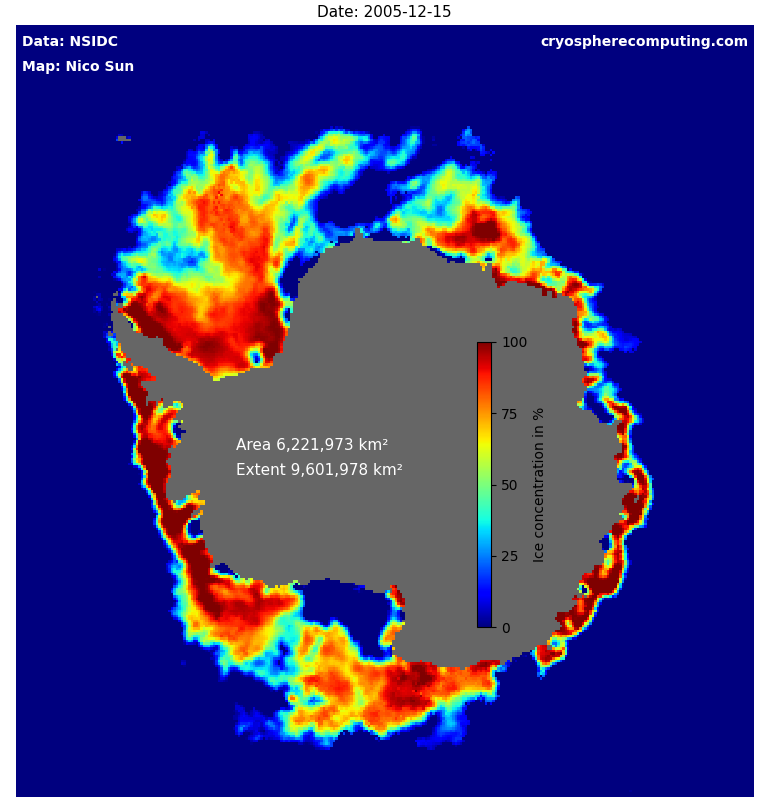 Date: 2005-12-15
Data: NSIDC
cryospherecomputing.com
Map: Nico Sun
100
75
50
25
0
Ice concentration in %
Area 6,221,973 km²
Extent 9,601,978 km²